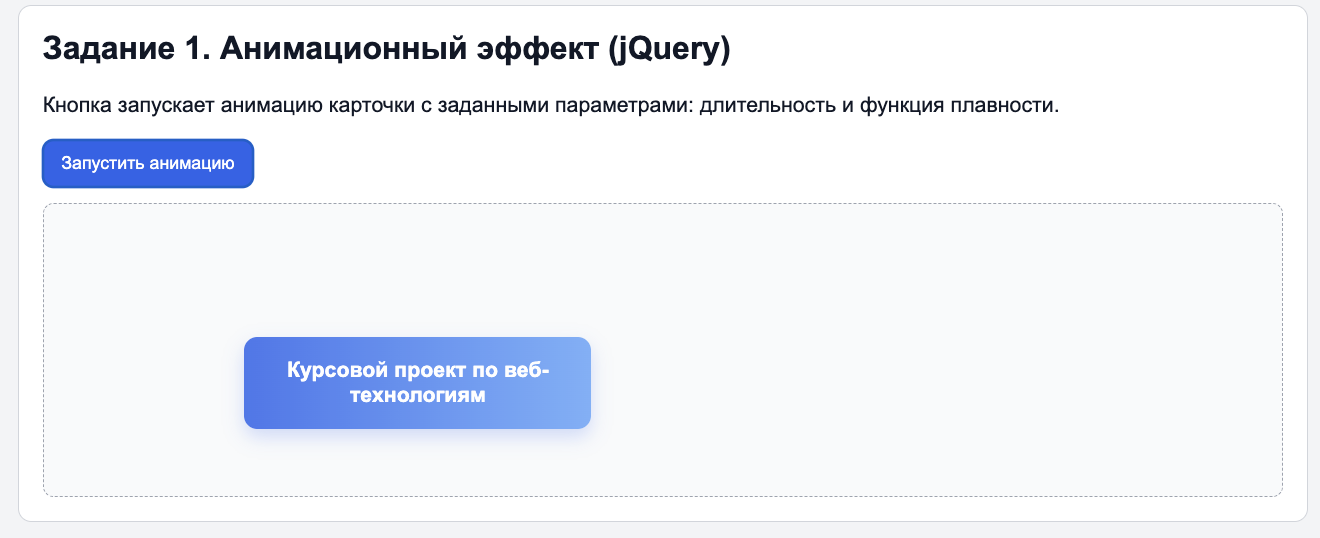 Задание 1. Анимационный эффект (jQuery)
Кнопка запускает анимацию карточки с заданными параметрами: длительность и функция плавности.
Запустить анимацию
Курсовой проект по веб-
технологиям